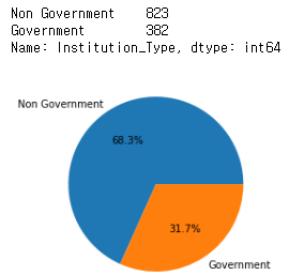 Non Government    823
Government        382
Name: Institution_Type, dtype: int64
Non Government
68.3%
31.7%
Government